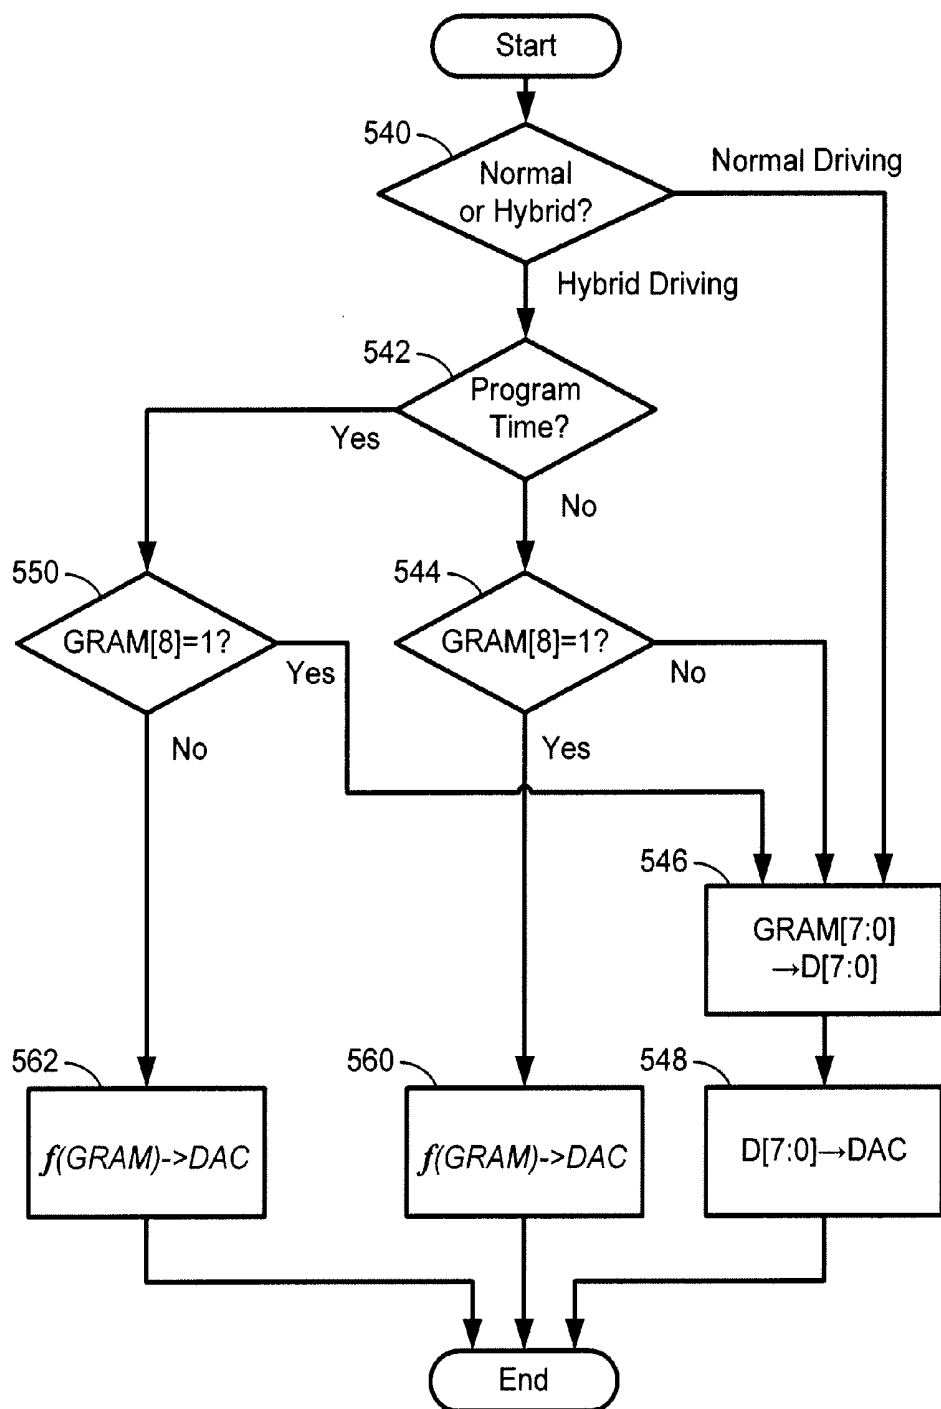 Start
540
Normal
or Hybrid?
Normal Driving
Hybrid Driving
542
Program
Time?
Yes
No
550
GRAM[8]=1?
Yes
No
544
GRAM[8]=1?
No
Yes
546
GRAM[7:0]
→D[7:0]
562
f(GRAM)->DAC
560
f(GRAM)->DAC
548
D[7:0]→DAC
End